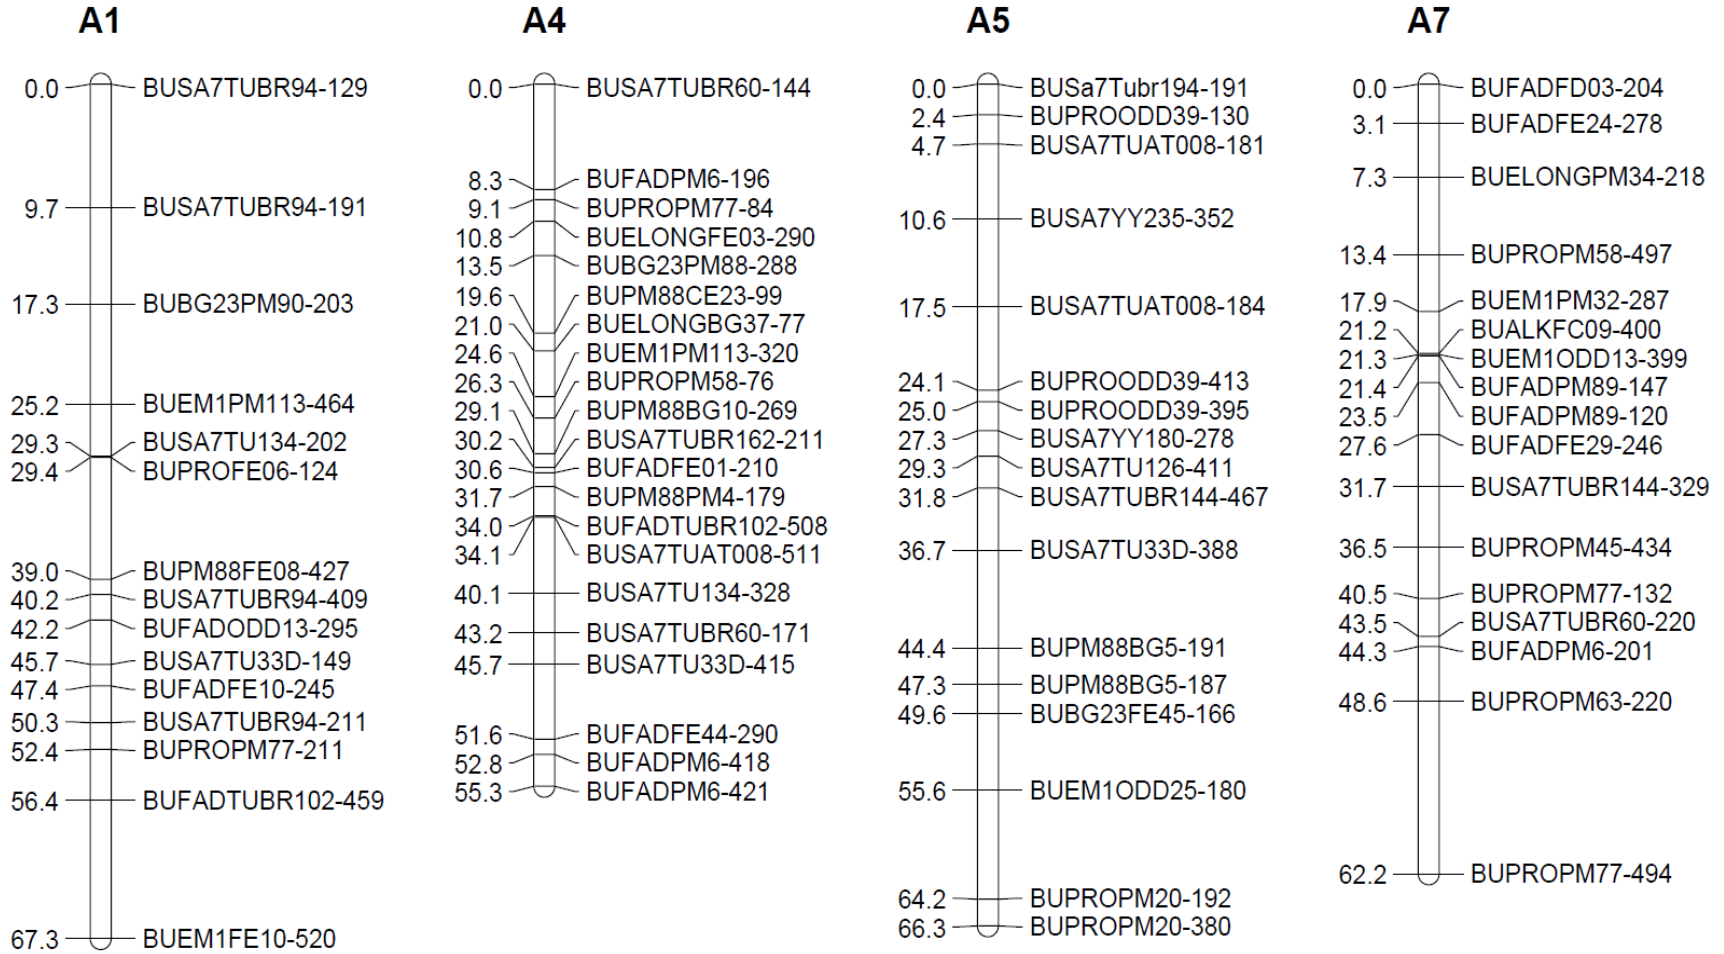 A1
0.0 BUSA7TUBR94-129
9.7 BUSA7TUBR94-191
17.3 BUBG23PM90-203
25.2 BUEM1PM113-464
29.3 BUSA7TU134-202
29.4 BUPROFE06-124
39.0 BUPM88FE08-427
40.2 BUSA7TUBR94-409
42.2 BUFADODD13-295
45.7 BUSA7TU33D-149
47.4 BUFADFE10-245
50.3 BUSA7TUBR94-211
52.4 BUPROPM77-211
56.4 BUFADTUBR102-459
67.3 BUEM1FE10-520
A4
0.0 BUSA7TUBR60-144
8.3 BUFADPM6-196
9.1 BUPROPM77-84
10.8 BUELONGFE03-290
13.5 BUBG23PM88-288
19.6 BUPM88CE23-99
21.0 BUELONGBG37-77
24.6 BUEM1PM113-320
26.3 BUPROPM58-76
29.1 BUPM88BG10-269
30.2 BUSA7TUBR162-211
30.6 BUFADFE01-210
31.7 BUPM88PM4-179
34.0 BUFADTUBR102-508
34.1 BUSA7TUAT008-511
40.1 BUSA7TU134-328
43.2 BUSA7TUBR60-171
45.7 BUSA7TU33D-415
51.6 BUFADFE44-290
52.8 BUFADPM6-418
55.3 BUFADPM6-421
A5
0.0 BUSa7Tubr194-191
2.4 BUPROODD39-130
4.7 BUSA7TUAT008-181
10.6 BUSA7YY235-352
17.5 BUSA7TUAT008-184
24.1 BUPROODD39-413
25.0 BUPROODD39-395
27.3 BUSA7YY180-278
29.3 BUSA7TU126-411
31.8 BUSA7TUBR144-467
36.7 BUSA7TU33D-388
44.4 BUPM88BG5-191
47.3 BUPM88BG5-187
49.6 BUBG23FE45-166
55.6 BUEM1ODD25-180
64.2 BUPROPM20-192
66.3 BUPROPM20-380
A7
0.0 BUFADFD03-204
3.1 BUFADFE24-278
7.3 BUELONGPM34-218
13.4 BUPROPM58-497
17.9 BUEM1PM32-287
21.2 BUALKFC09-400
21.3 BUEM1ODD13-399
21.4 BUFADPM89-147
23.5 BUFADPM89-120
27.6 BUFADFE29-246
31.7 BUSA7TUBR144-329
36.5 BUPROPM45-434
40.5 BUPROPM77-132
43.5 BUSA7TUBR60-220
44.3 BUFADPM6-201
48.6 BUPROPM63-220
62.2 BUPROPM77-494